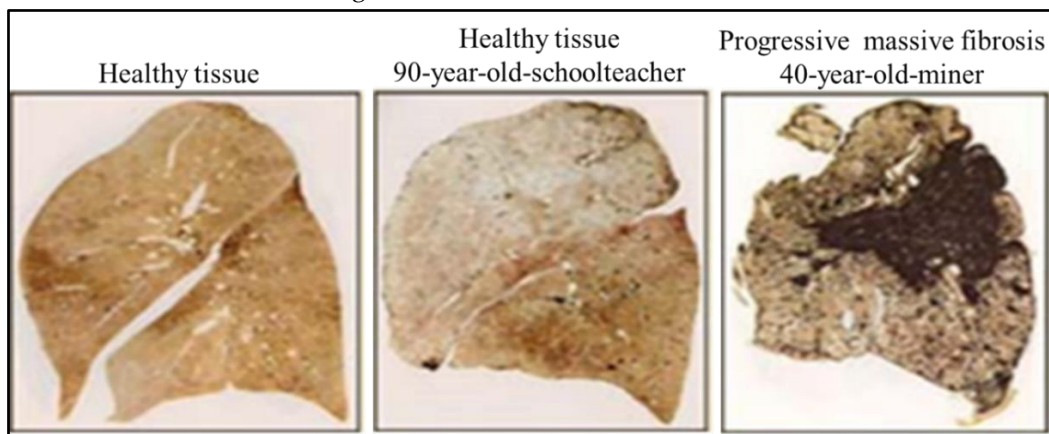 Healthy tissue
Healthy tissue
90-year-old-schoolteacher
Progressive massive fibrosis
40-year-old-miner